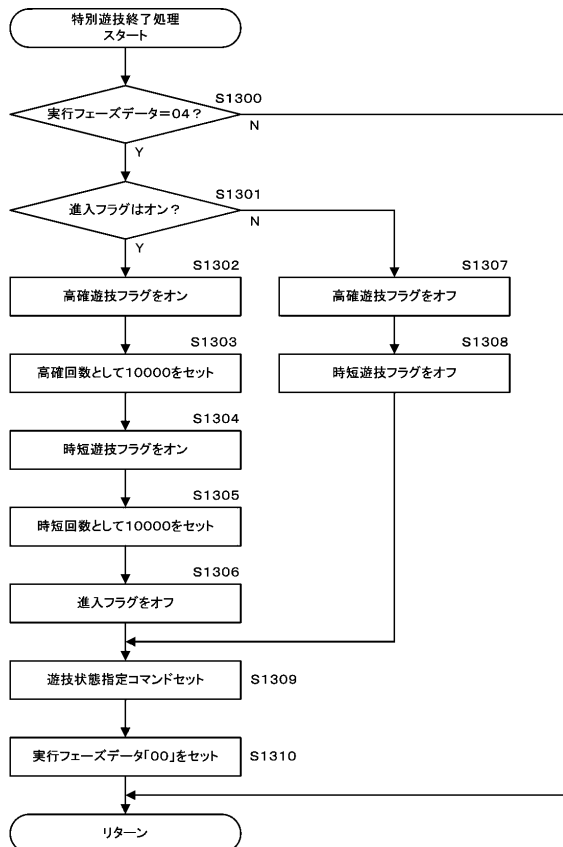 特別遊技終了処理
スタート
S1300
実行フェーズデータ＝04？
N
Y
S1301
進入フラグはオン？
N
Y
S1302
高確遊技フラグをオン
S1307
高確遊技フラグをオフ
S1303
高確回数として10000をセット
S1308
時短遊技フラグをオフ
S1304
時短遊技フラグをオン
S1305
時短回数として10000をセット
S1306
進入フラグをオフ
遊技状態指定コマンドセット
S1309
実行フェーズデータ「00」をセット
S1310
リターン